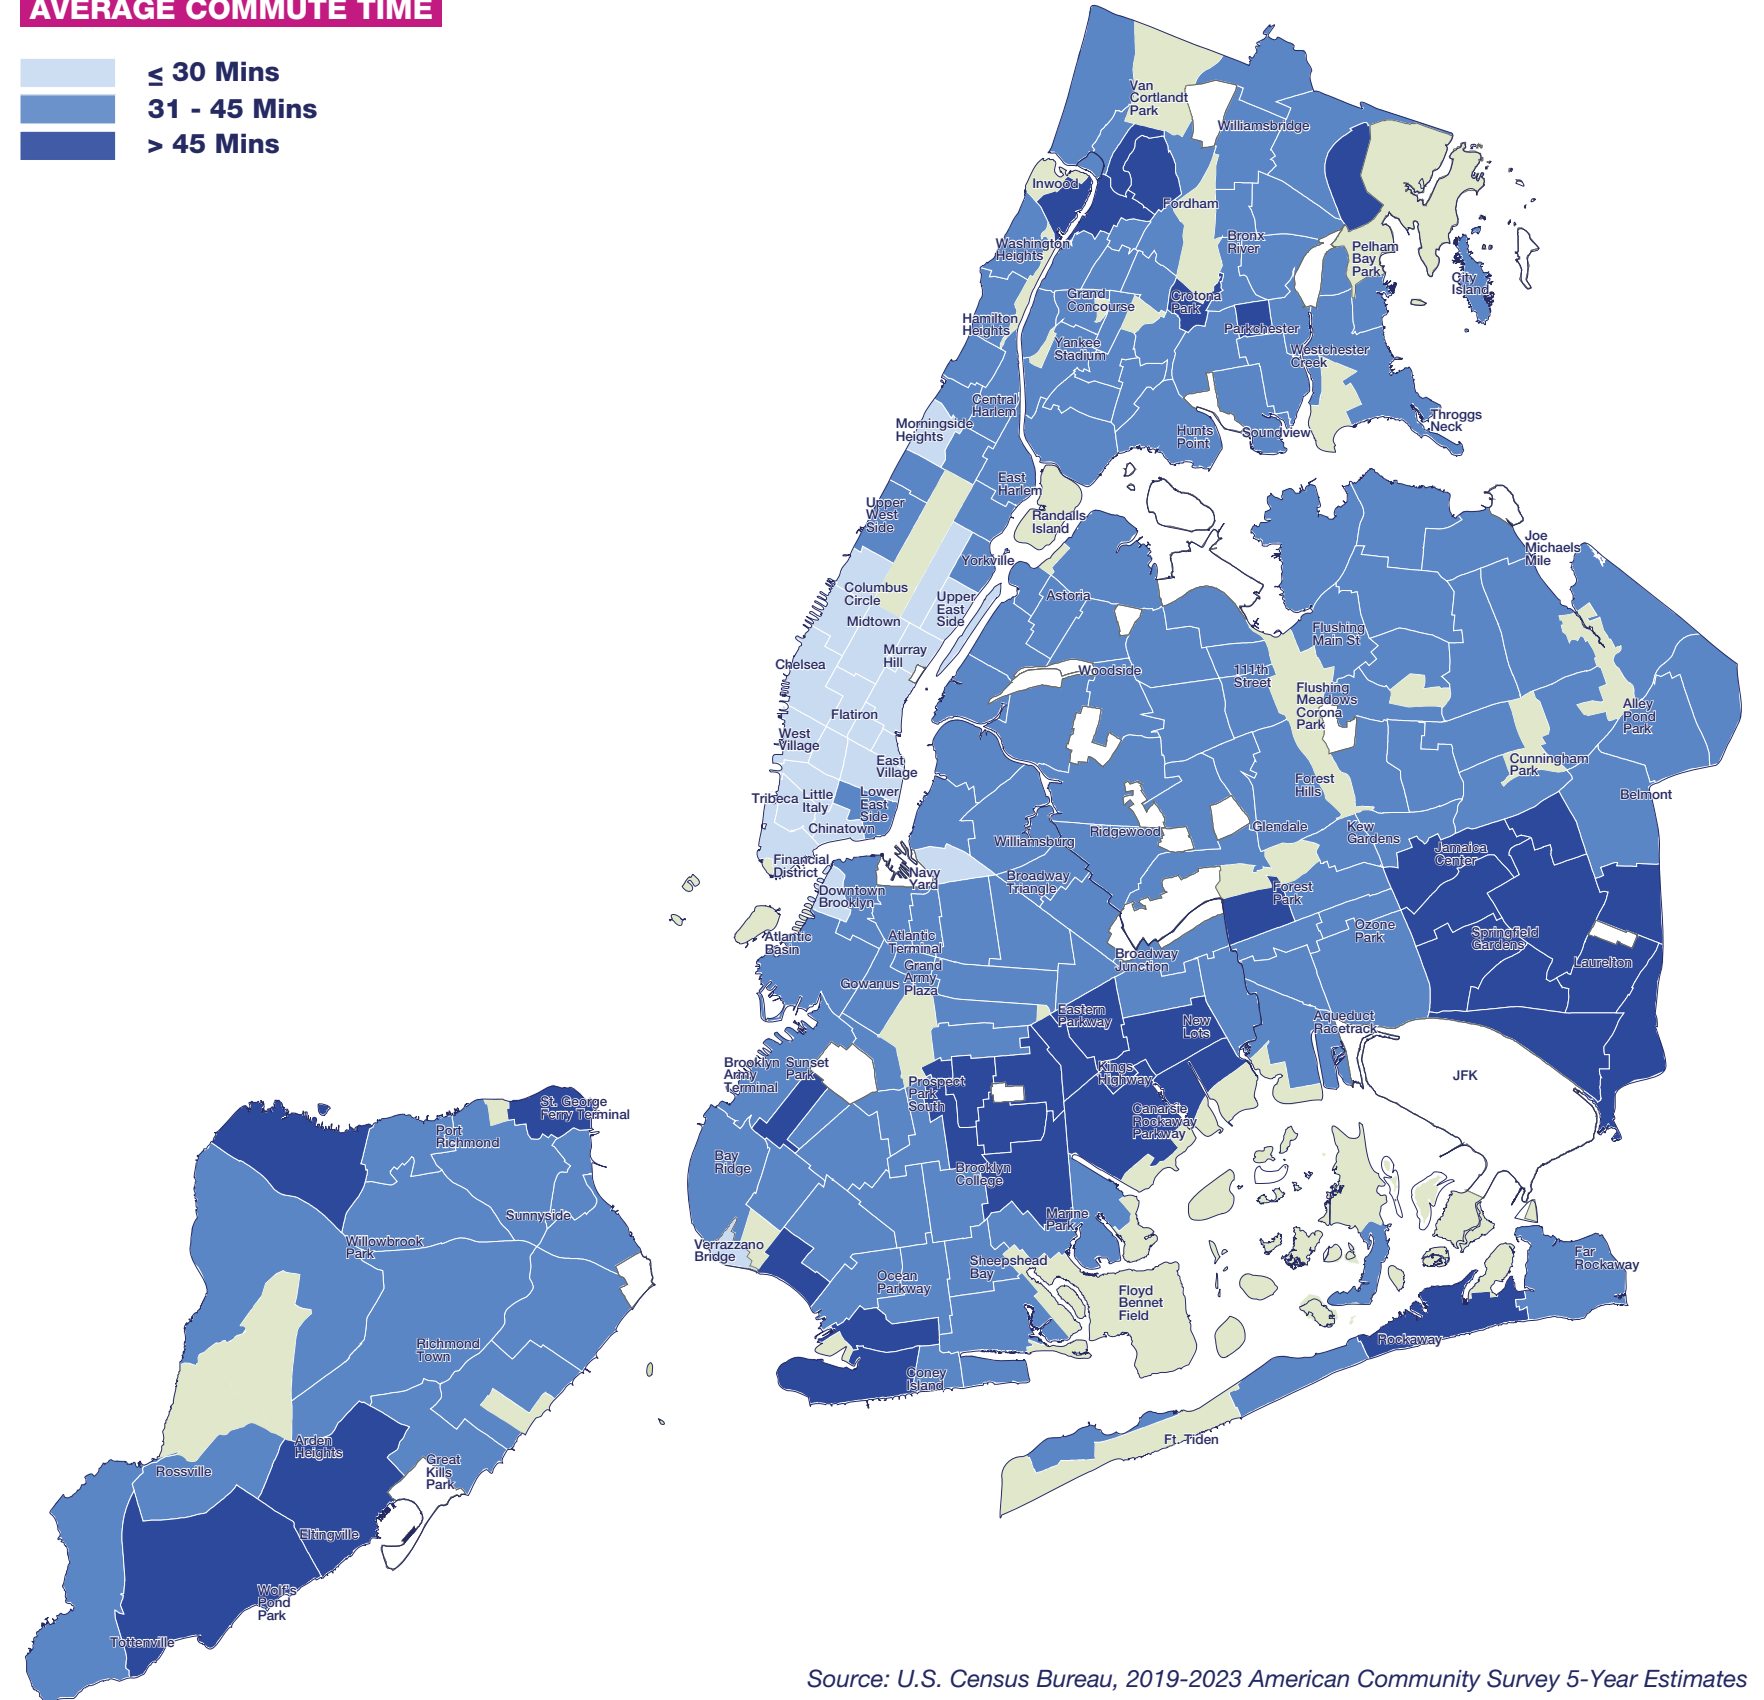 AVERAGE COMMUTE TIME
≤ 30 Mins
31 - 45 Mins
> 45 Mins
Van
Cortlandt
Park
Williamsbridge
Inwood
Fordham
Washington
Heights
Bronx
River
Pelham
Bay
Park
City
Island
Grand
Concourse
Crotona
Park
Hamilton
Heights
Parkchester
Yankee
Stadium
Westchester
Creek
Central
Harlem
Morningside
Heights
Throggs
Neck
Hunts
Point
Soundview
East
Harlem
Upper
West
Side
Randalls
Island
Joe
Michaels
Mile
Yorkville
Columbus
Circle
Upper
East
Side
Astoria
Midtown
Flushing
Main St
Murray
Hill
Chelsea
Woodside
111th
Street
Flushing
Meadows
Corona
Park
Flatiron
Alley
Pond
Park
West
Village
East
Village
Cunningham
Park
Forest
Hills
Belmont
Tribeca
Little
Italy
Lower
East
Side
Chinatown
Williamsburg
Ridgewood
Glendale
Kew
Gardens
Jamaica
Center
Financial
District
Navy
Yard
Broadway
Triangle
Downtown
Brooklyn
Forest
Park
Atlantic
Basin
Atlantic
Terminal
Ozone
Park
Springfield
Gardens
Broadway
Junction
Laurelton
Gowanus
Grand
Army
Plaza
Eastern
Parkway
New
Lots
Aqueduct
Racetrack
Brooklyn
Army
Terminal
Sunset
Park
Kings
Highway
JFK
Prospect
Park
South
Canarsie
Rockaway
Parkway
St. George
Ferry Terminal
Port
Richmond
Bay
Ridge
Brooklyn
College
Sunnyside
Marine
Park
Willowbrook
Park
Verrazzano
Bridge
Sheepshead
Bay
Far
Rockaway
Ocean
Parkway
Floyd
Bennet
Field
Richmond
Town
Rockaway
Coney
Island
Arden
Heights
Ft. Tiden
Great
Kills
Park
Rossville
Eltingville
Wolf's
Pond
Park
Tottenville
Source: U.S. Census Bureau, 2019-2023 American Community Survey 5-Year Estimates